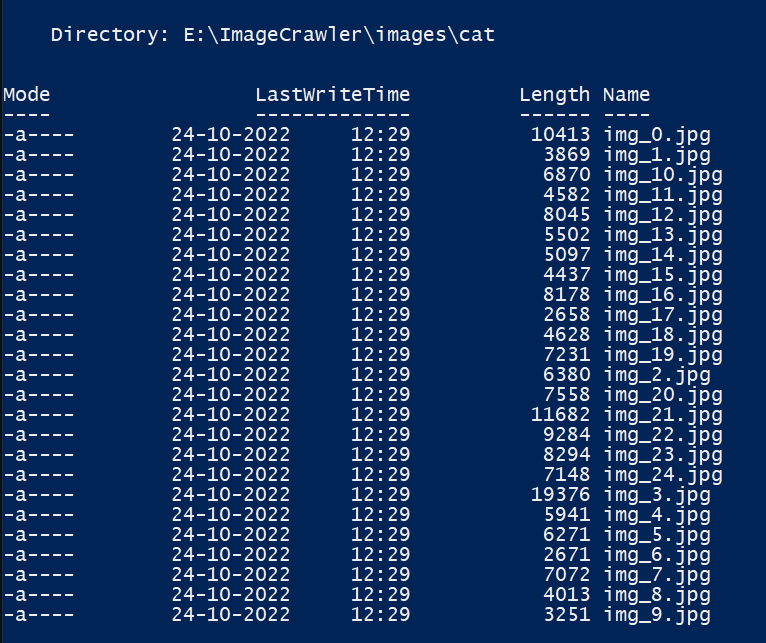 Directory: E:\ImageCrawler\images\cat
Mode LastWriteTime Length Name
---- ------------- ------ ----
-a---- 24-10-2022 12:29 10413 img_0.jpg
-a---- 24-10-2022 12:29 3869 img_1.jpg
-a---- 24-10-2022 12:29 6870 img_10.jpg
-a---- 24-10-2022 12:29 4582 img_11.jpg
-a---- 24-10-2022 12:29 8045 img_12.jpg
-a---- 24-10-2022 12:29 5502 img_13.jpg
-a---- 24-10-2022 12:29 5097 img_14.jpg
-a---- 24-10-2022 12:29 4437 img_15.jpg
-a---- 24-10-2022 12:29 8178 img_16.jpg
-a---- 24-10-2022 12:29 2658 img_17.jpg
-a---- 24-10-2022 12:29 4628 img_18.jpg
-a---- 24-10-2022 12:29 7231 img_19.jpg
-a---- 24-10-2022 12:29 6380 img_2.jpg
-a---- 24-10-2022 12:29 7558 img_20.jpg
-a---- 24-10-2022 12:29 11682 img_21.jpg
-a---- 24-10-2022 12:29 9284 img_22.jpg
-a---- 24-10-2022 12:29 8294 img_23.jpg
-a---- 24-10-2022 12:29 7148 img_24.jpg
-a---- 24-10-2022 12:29 19376 img_3.jpg
-a---- 24-10-2022 12:29 5941 img_4.jpg
-a---- 24-10-2022 12:29 6271 img_5.jpg
-a---- 24-10-2022 12:29 2671 img_6.jpg
-a---- 24-10-2022 12:29 7072 img_7.jpg
-a---- 24-10-2022 12:29 4013 img_8.jpg
-a---- 24-10-2022 12:29 3251 img_9.jpg